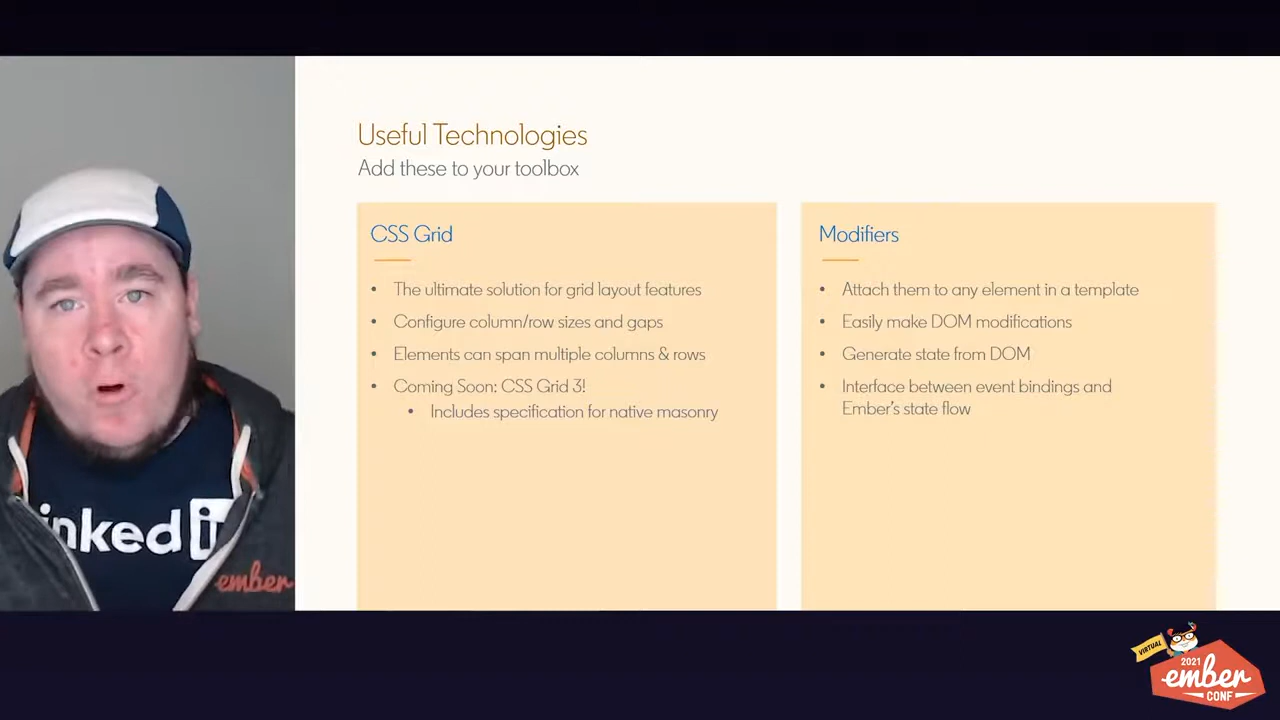 Useful Technologies
Add these to your toolbox
CSS Grid
• The ultimate solution for grid layout features
• Configure column/row sizes and gaps
• Elements can span multiple columns & rows
• Coming Soon: CSS Grid 3!
• Includes specification for native masonry
Modifiers
• Attach them to any element in a template
• Easily make DOM modifications
• Generate state from DOM
• Interface between event bindings and
Ember’s state flow
inked in
ember
VIRTUAL
2021
ember
CONF